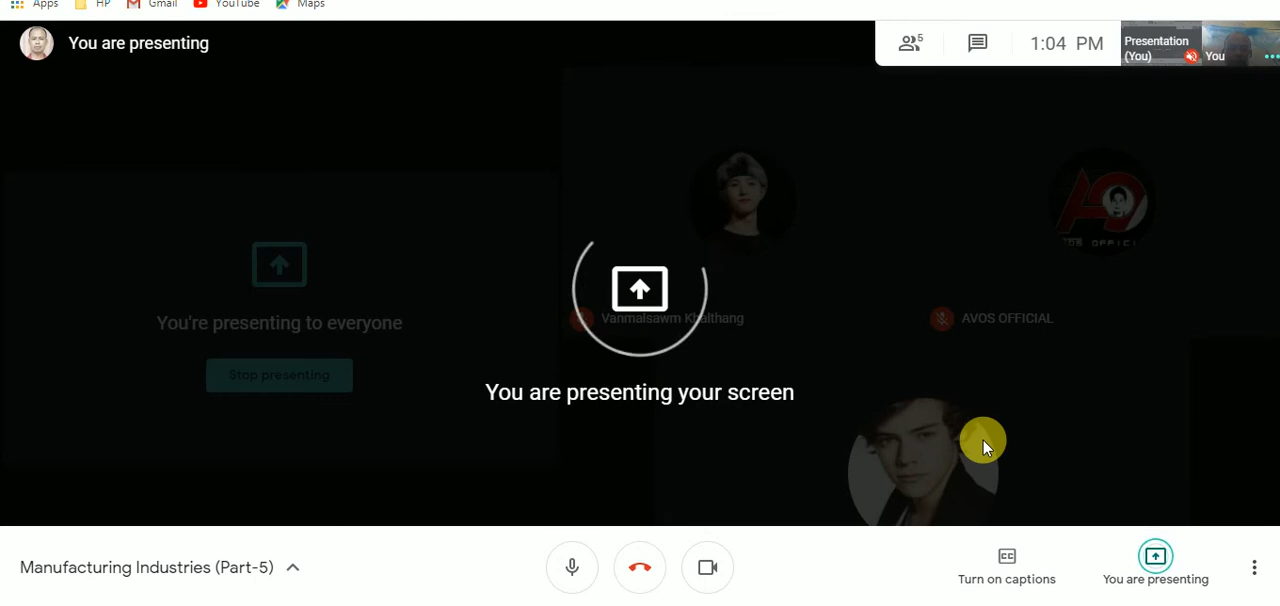 Apps HP Gmail YouTube Maps
You are presenting
5
1:04 PM
Presentation
(You)
You
You're presenting to everyone
Stop presenting
Vanmalsawm Khalthang
AVOS OFFICIAL
You are presenting your screen
Manufacturing Industries (Part-5)
CC
Turn on captions
You are presenting